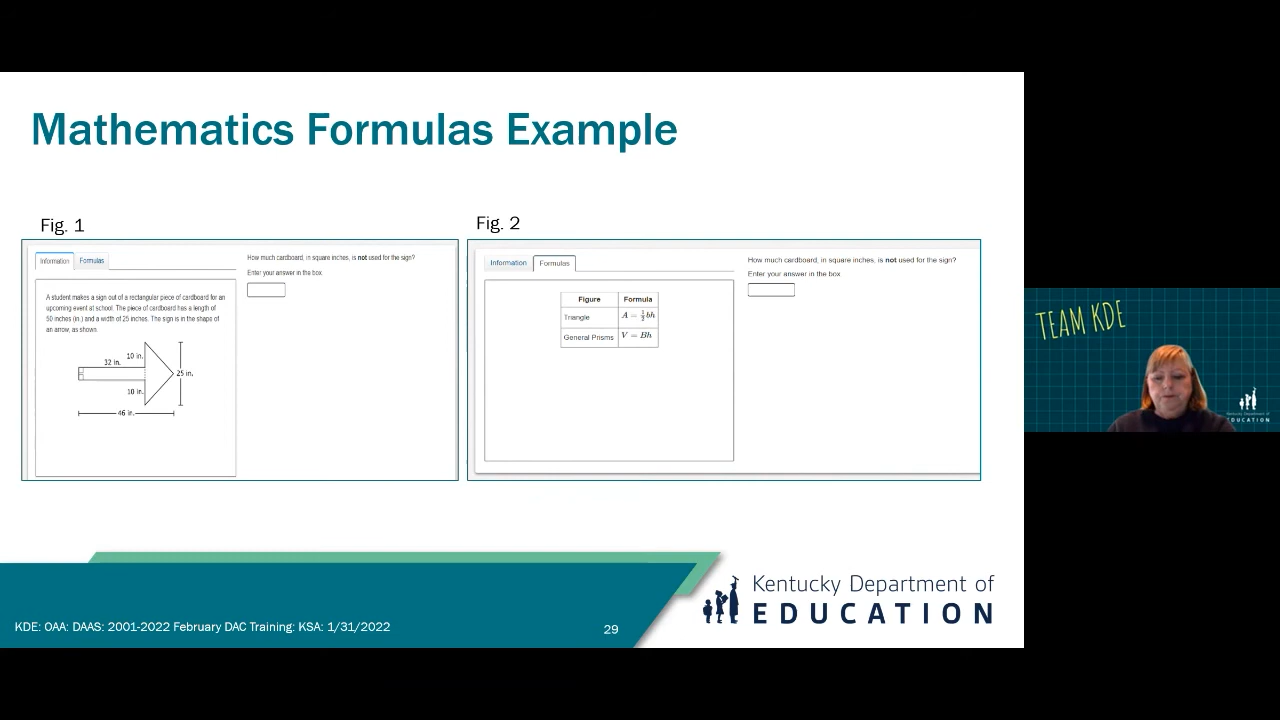 Mathematics Formulas Example
Fig. 1
Information Formulas
How much cardboard, in square inches, is not used for the sign?
Enter your answer in the box.
A student makes a sign out of a rectangular piece of cardboard for an
upcoming event at school. The piece of cardboard has a length of
50 inches (in.) and a width of 25 inches. The sign is in the shape of
an arrow, as shown.
32 in.
10 in.
25 in.
10 in.
46 in.
Fig. 2
Information Formulas
How much cardboard, in square inches, is not used for the sign?
Enter your answer in the box
Figure Formula
Triangle A = ½bh
General Prisms V = Bh
TEAM KDE
Kentucky Department of
EDUCATION
Kentucky Department of
EDUCATION
KDE: OAA: DAAS: 2001-2022 February DAC Training: KSA: 1/31/2022
29